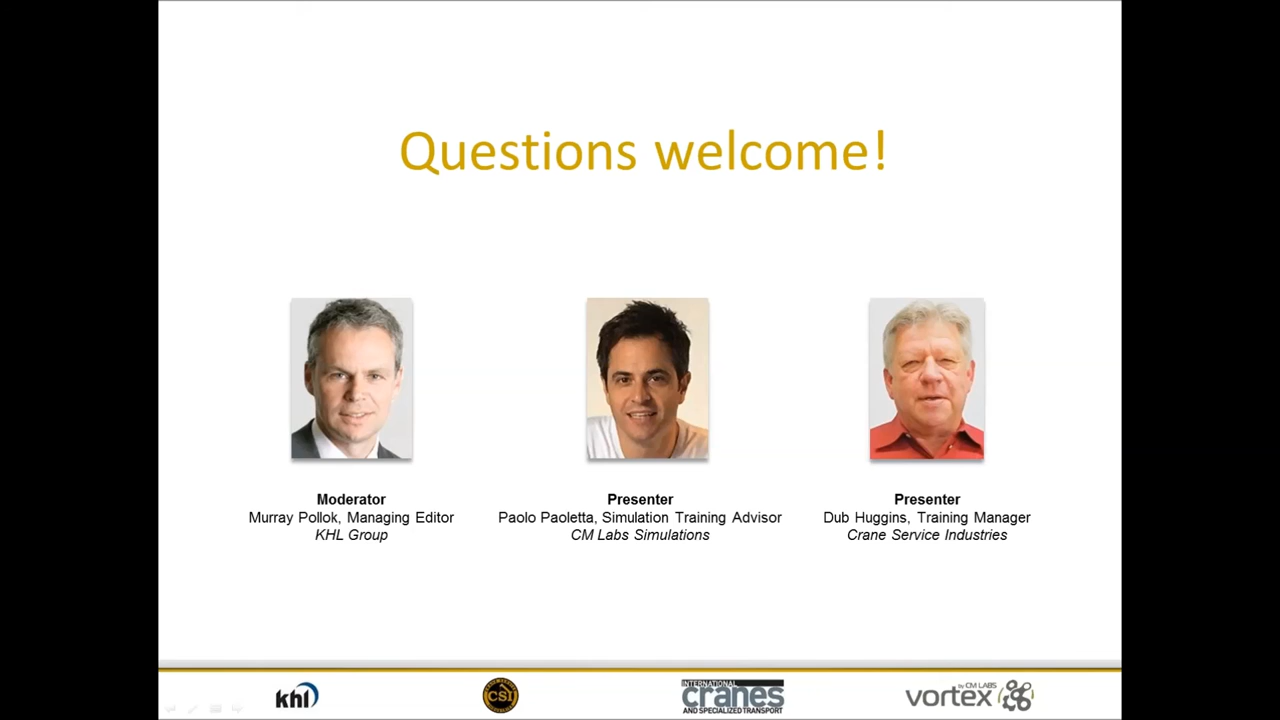 Questions welcome!
Moderator
Murray Pollok, Managing Editor
KHL Group
Presenter
Paolo Paoletta, Simulation Training Advisor
CM Labs Simulations
Presenter
Dub Huggins, Training Manager
Crane Service Industries
khl
CSI
INTERNATIONAL
cranes
AND SPECIALIZED TRANSPORT
by CM LABS
vortex